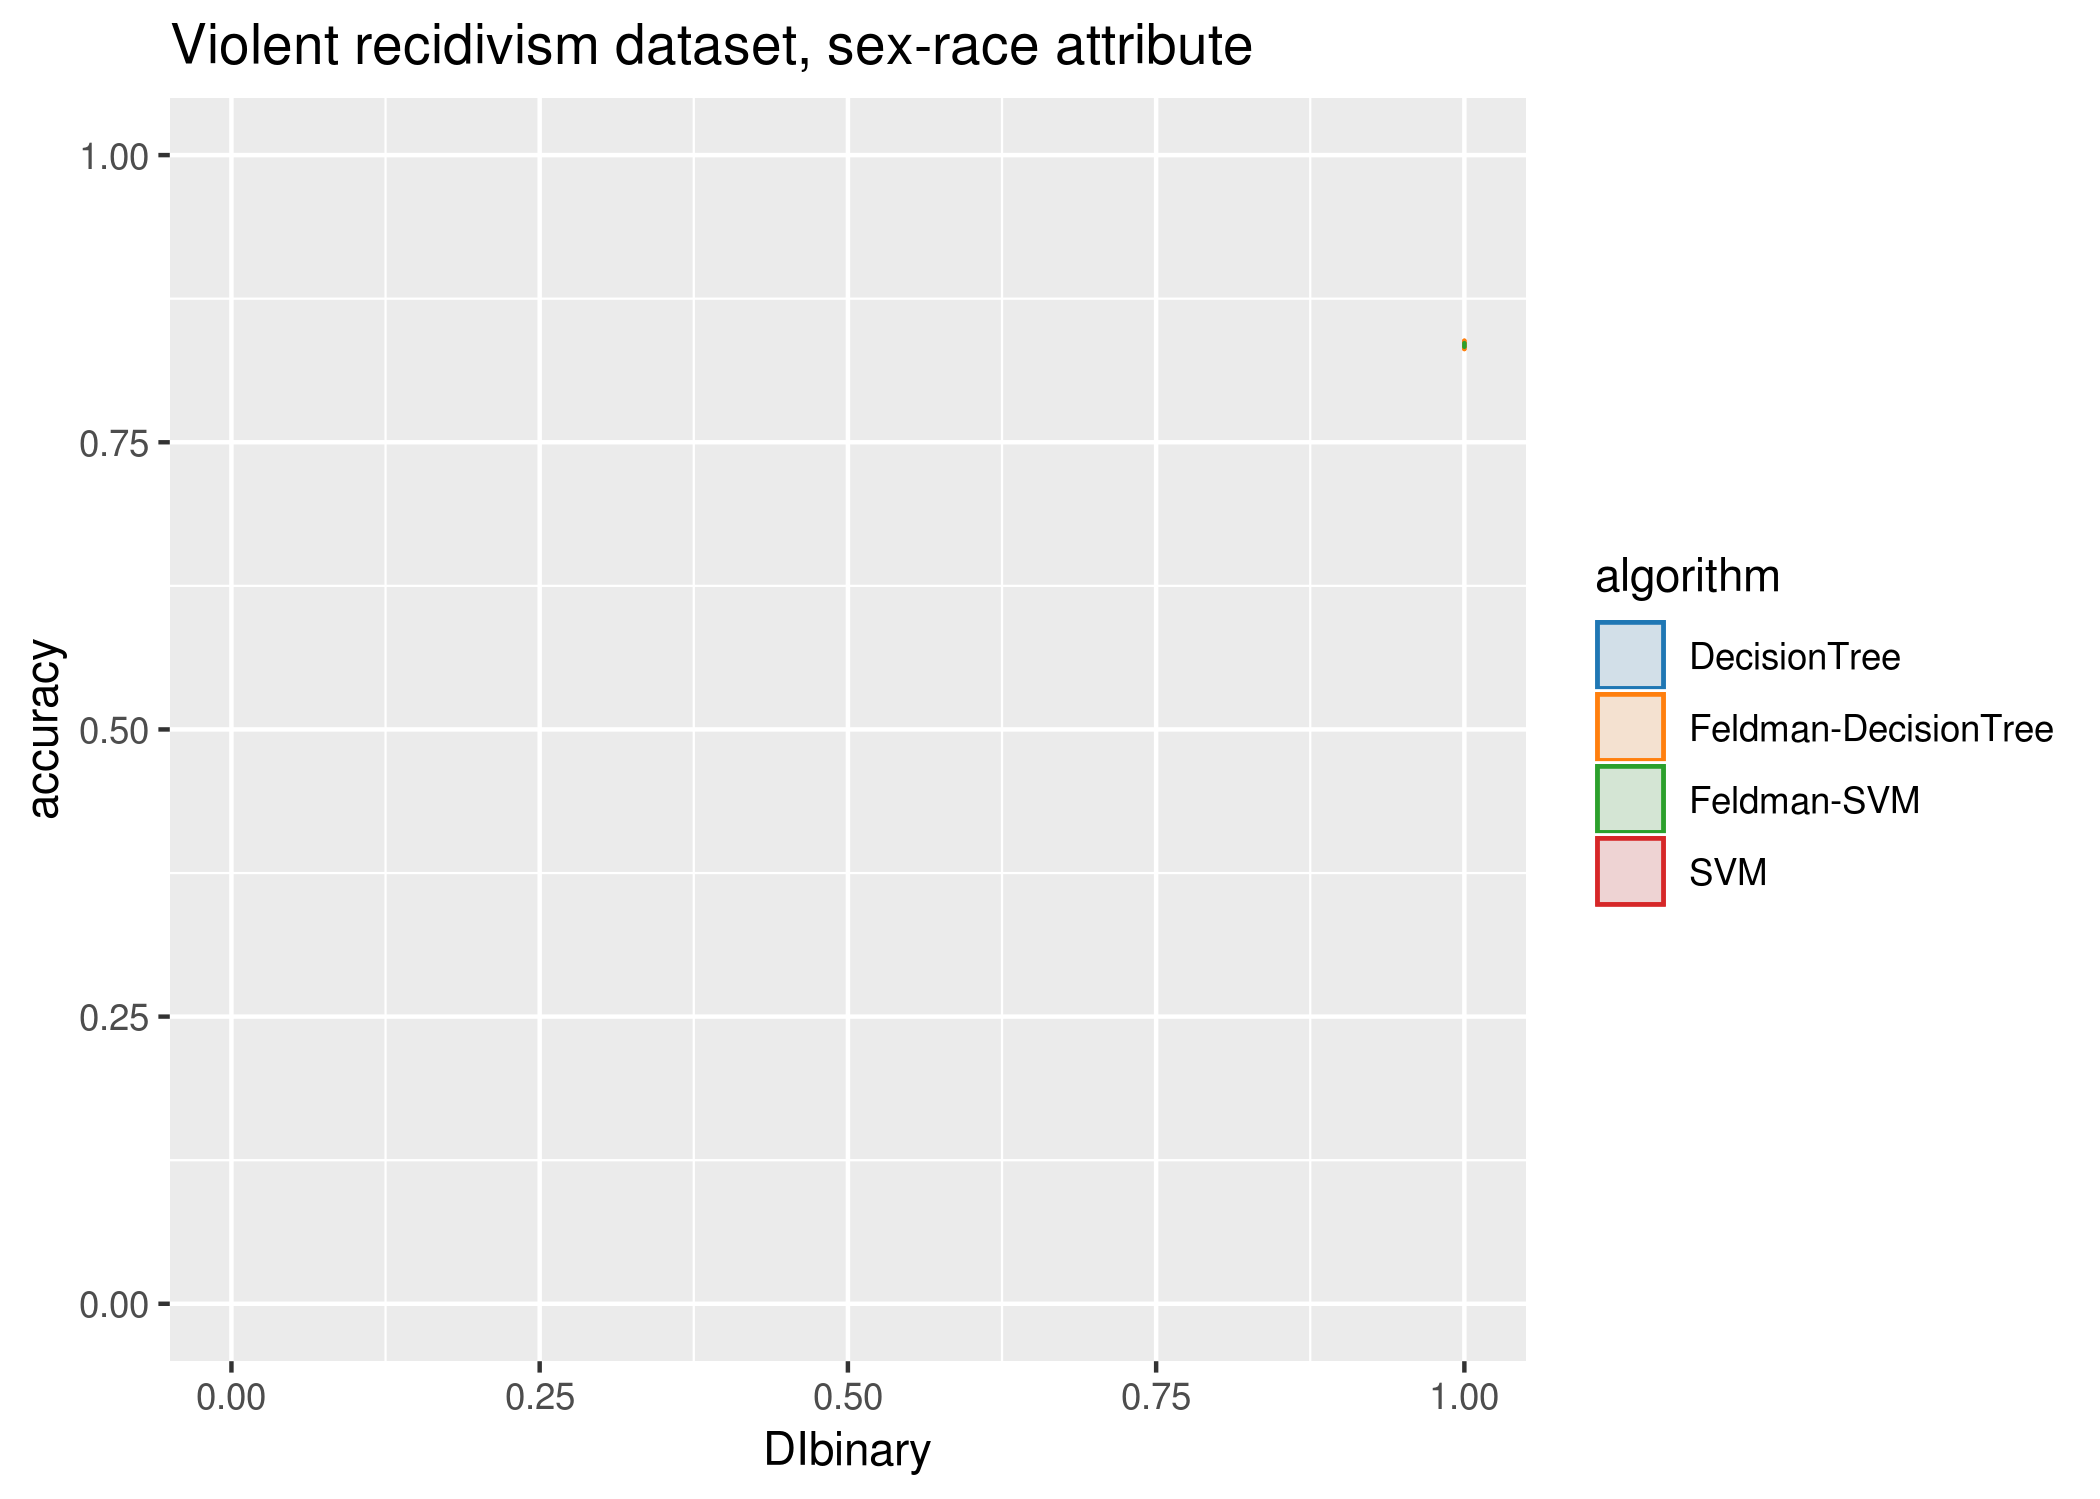 Violent recidivism dataset, sex-race attribute
1.00
0.75
0.50
0.25
0.00
accuracy
0.00 0.25 0.50 0.75 1.00
DIbinary
algorithm
DecisionTree
Feldman-DecisionTree
Feldman-SVM
SVM